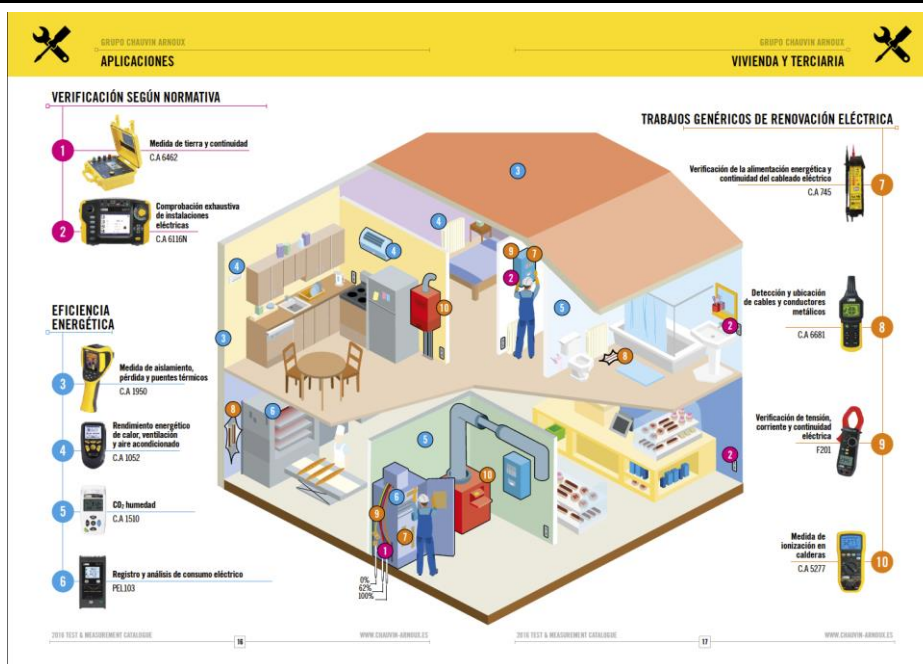 GRUPO CHAUVIN ARNOUX
APLICACIONES
GRUPO CHAUVIN ARNOUX
VIVIENDA Y TERCIARIA
VERIFICACIÓN SEGÚN NORMATIVA
1
Medida de tierra y continuidad
C.A 6462
2
Comprobación exhaustiva
de instalaciones
eléctricas
C.A 6116N
EFICIENCIA
ENERGÉTICA
3
Medida de aislamiento,
pérdida y puentes térmicos
C.A 1950
4
Rendimiento energético
de calor, ventilación
y aire acondicionado
C.A 1052
5
CO₂ humedad
C.A 1510
6
Registro y análisis de consumo eléctrico
PEL103
3
4
4
4
9
7
2
5
10
3
8
2
8
6
5
10
2
6
9
7
1
0%
62%
100%
TRABAJOS GENÉRICOS DE RENOVACIÓN ELÉCTRICA
Verificación de la alimentación energética y
continuidad del cableado eléctrico
C.A 745
7
Detección y ubicación
de cables y conductores
metálicos
C.A 6681
8
Verificación de tensión,
corriente y continuidad
eléctrica
F201
9
Medida de
ionización en
calderas
C.A 5277
10
2016 TEST & MEASUREMENT CATALOGUE
16
WWW.CHAUVIN-ARNOUX.ES
2016 TEST & MEASUREMENT CATALOGUE
17
WWW.CHAUVIN-ARNOUX.ES